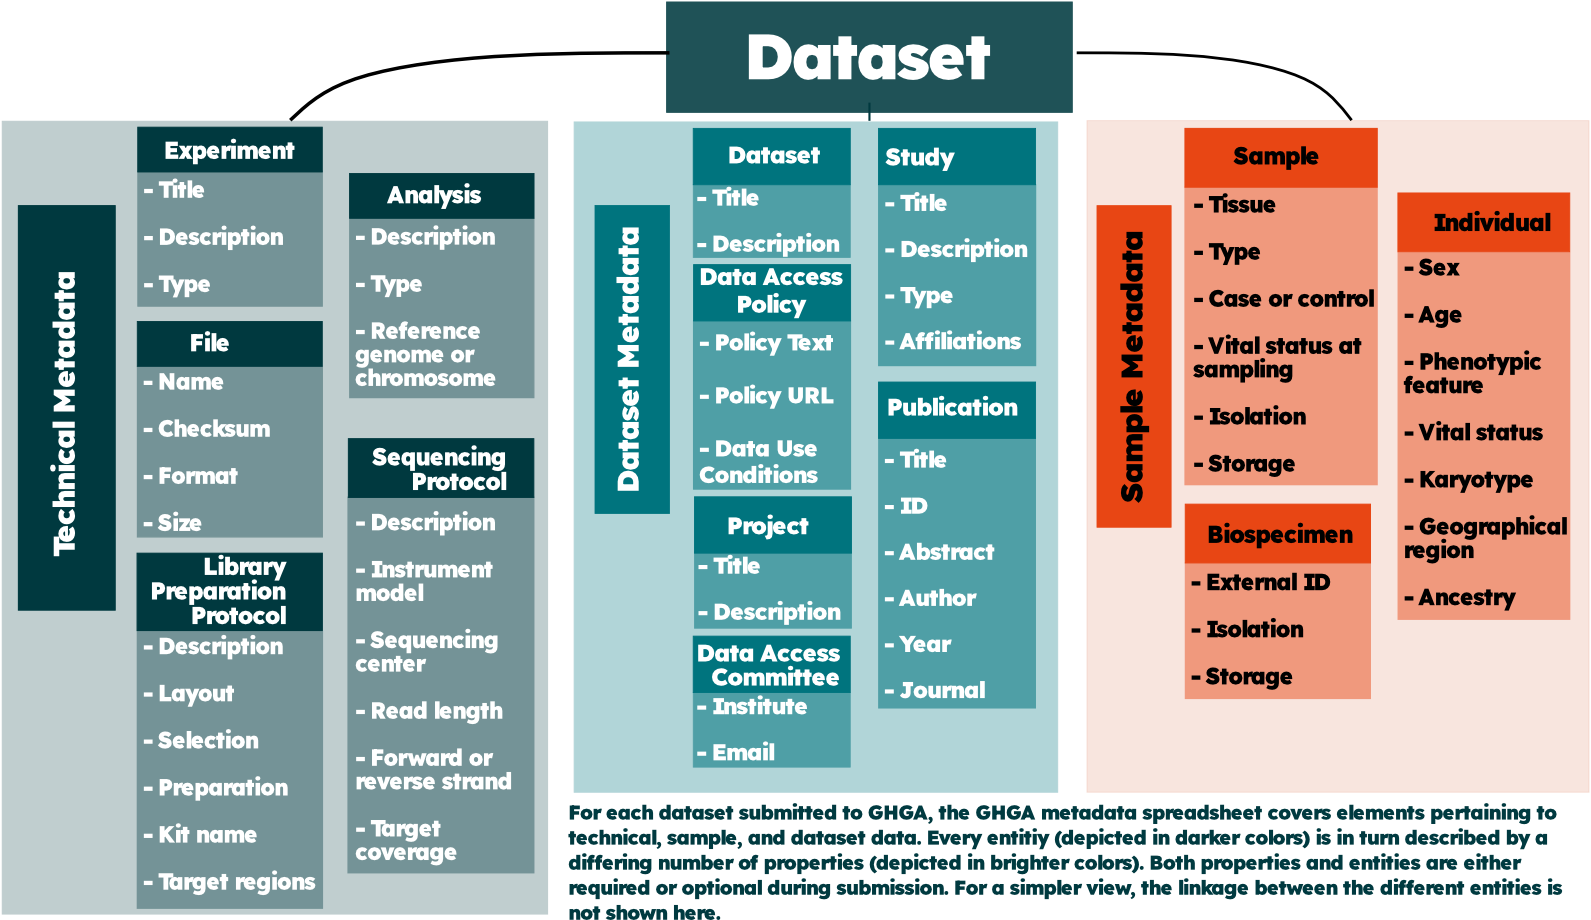 Dataset
Technical Metadata
Experiment
- Title
- Description
- Type
File
- Name
- Checksum
- Format
- Size
Library
Preparation
Protocol
- Description
- Layout
- Selection
- Preparation
- Kit name
- Target regions
Analysis
- Description
- Type
- Reference
genome or
chromosome
Sequencing
Protocol
- Description
- Instrument
model
- Sequencing
center
- Read length
- Forward or
reverse strand
- Target
coverage
Dataset Metadata
Dataset
- Title
- Description
Data Access
Policy
- Policy Text
- Policy URL
- Data Use
Conditions
Project
- Title
- Description
Data Access
Committee
- Institute
- Email
Study
- Title
- Description
- Type
- Affiliations
Publication
- Title
- ID
- Abstract
- Author
- Year
- Journal
Sample Metadata
Sample
- Tissue
- Type
- Case or control
- Vital status at
sampling
- Isolation
- Storage
Biospecimen
- External ID
- Isolation
- Storage
Individual
- Sex
- Age
- Phenotypic
feature
- Vital status
- Karyotype
- Geographical
region
- Ancestry
For each dataset submitted to GHGA, the GHGA metadata spreadsheet covers elements pertaining to
technical, sample, and dataset data. Every entitiy (depicted in darker colors) is in turn described by a
differing number of properties (depicted in brighter colors). Both properties and entities are either
required or optional during submission. For a simpler view, the linkage between the different entities is
not shown here.